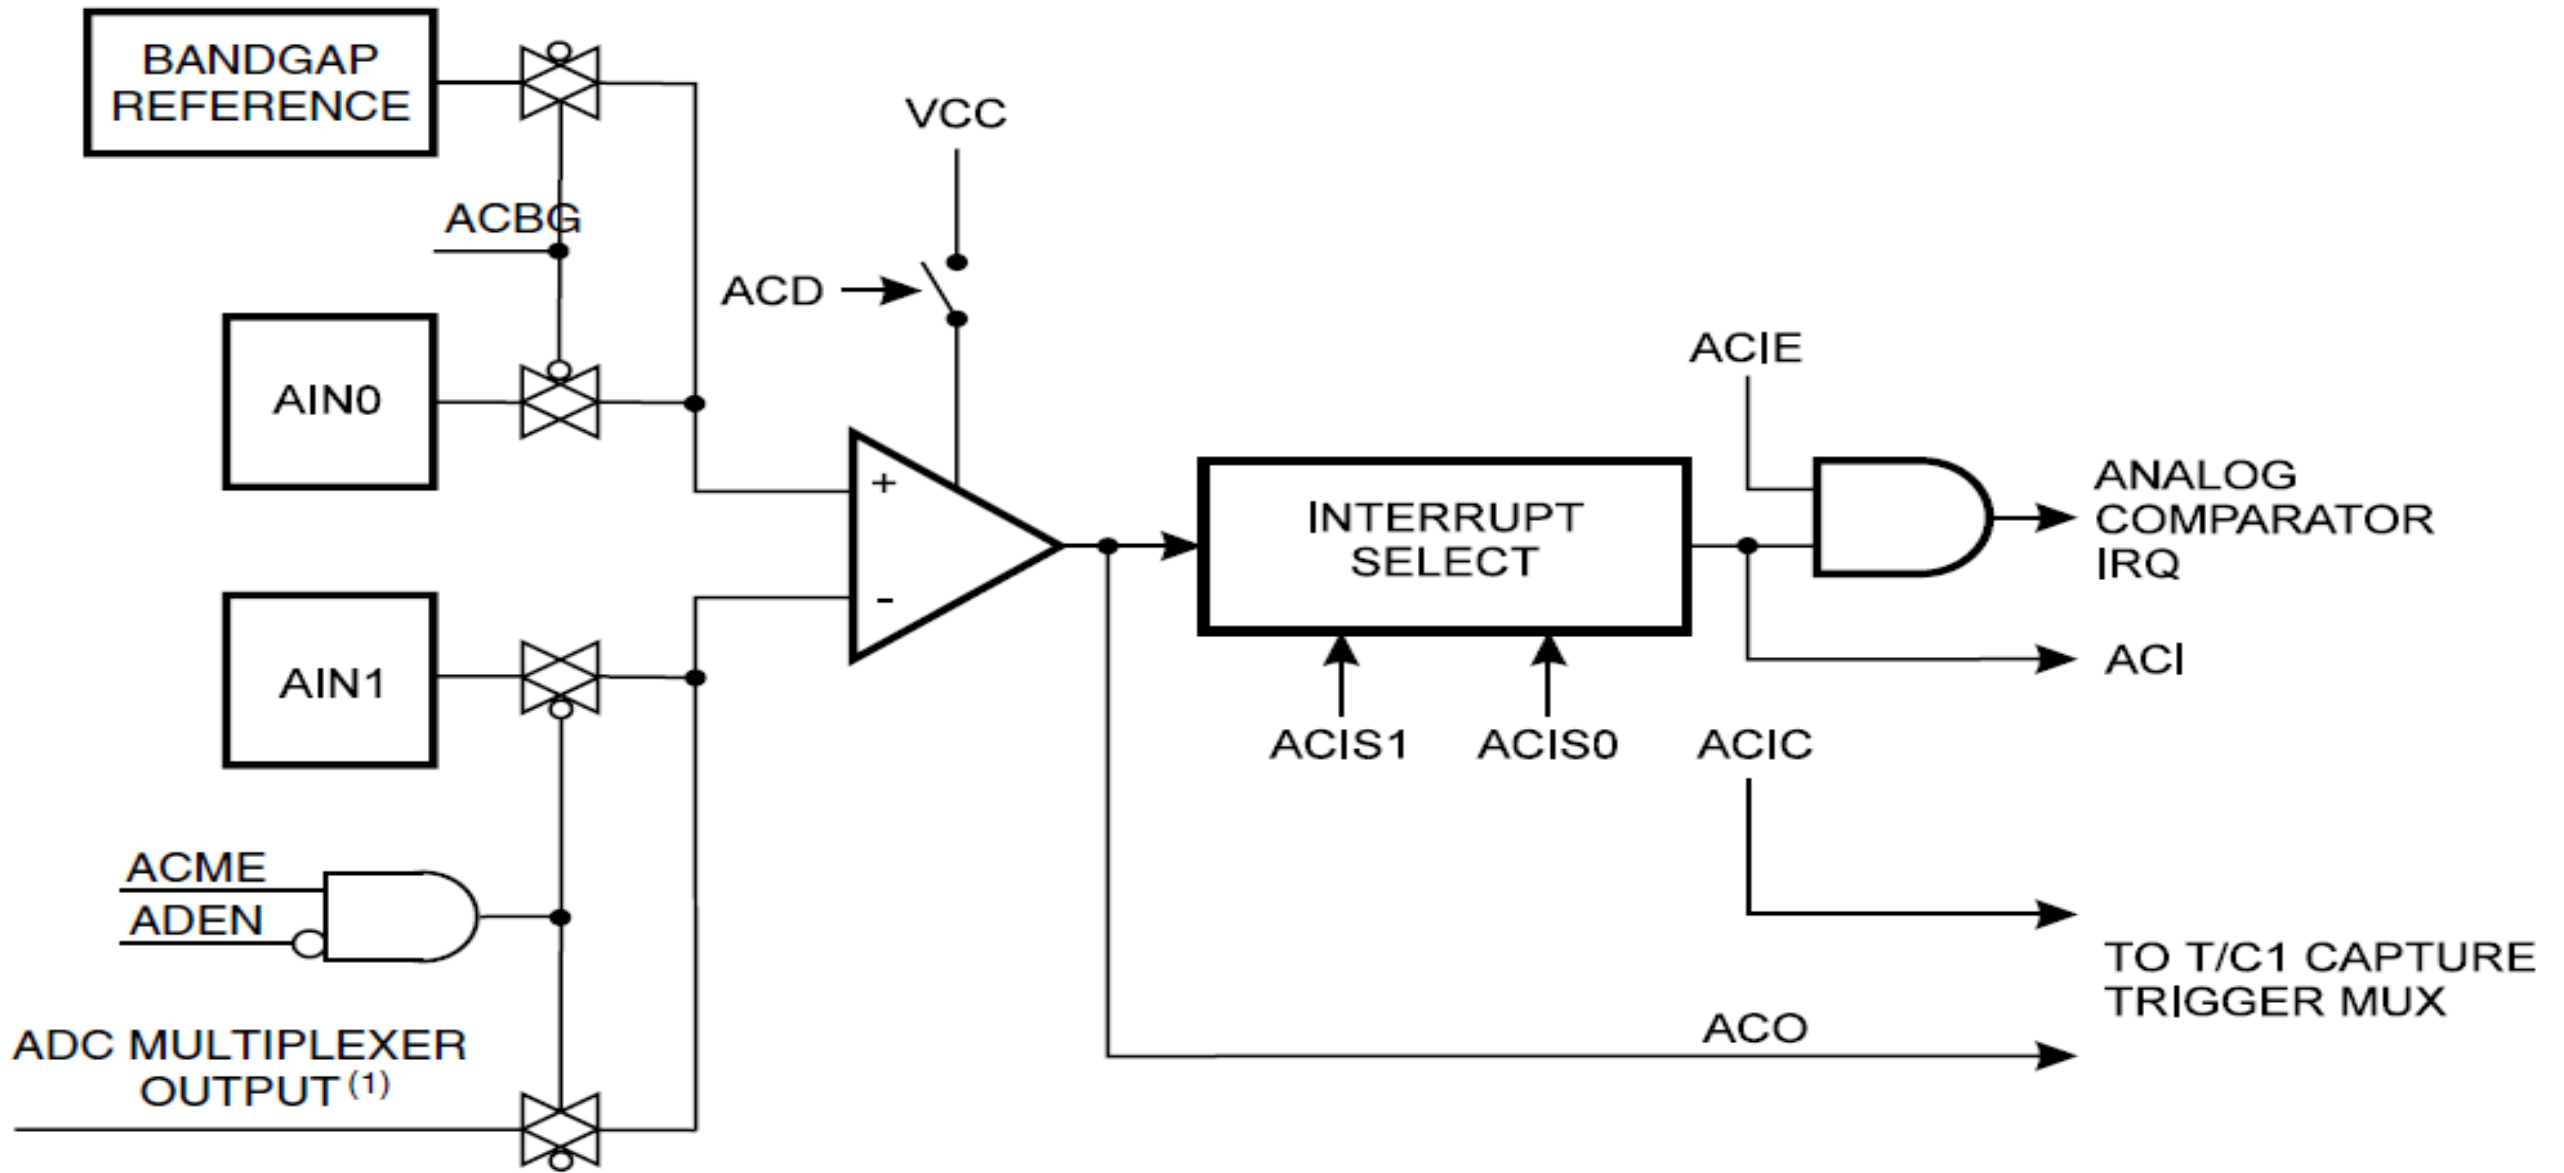 BANDGAP
REFERENCE
ACBG
AIN0
VCC
ACD
+
-
AIN1
ACME
ADEN
ADC MULTIPLEXER
OUTPUT (1)
INTERRUPT
SELECT
ACIS1
ACIS0
ACIE
ANALOG
COMPARATOR
IRQ
ACI
ACIC
TO T/C1 CAPTURE
TRIGGER MUX
ACO